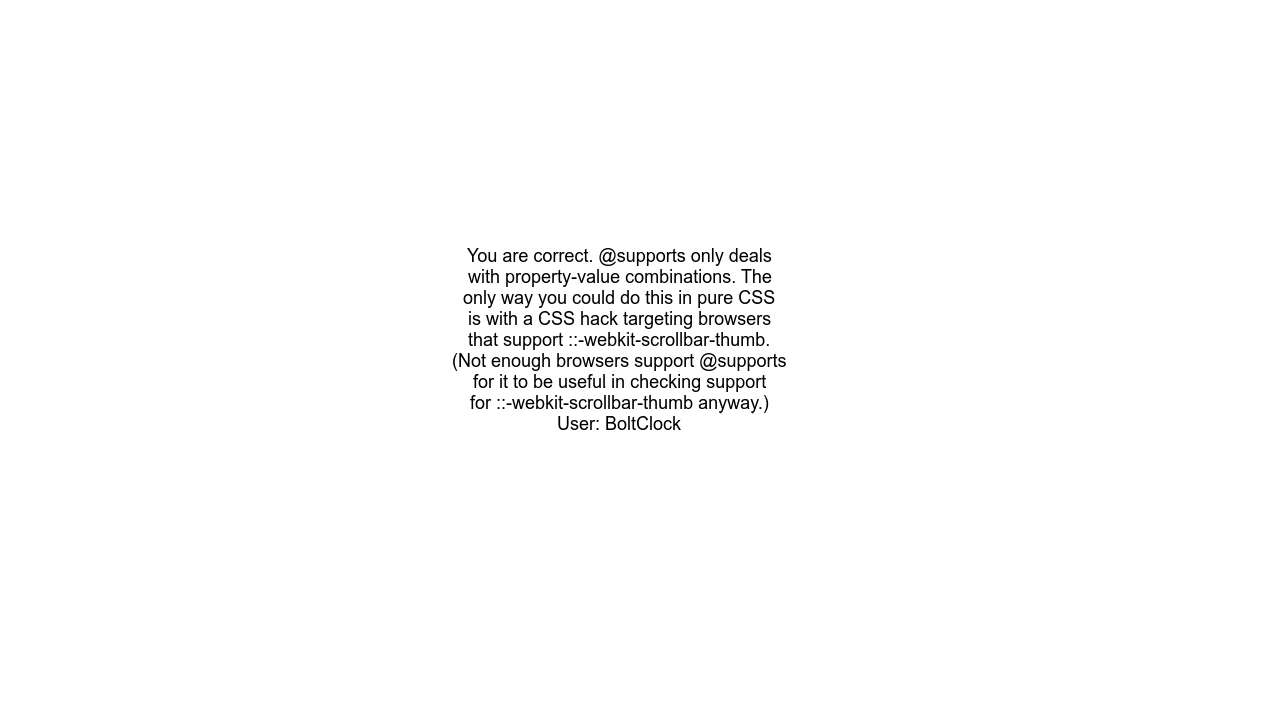 You are correct. @supports only deals
with property-value combinations. The
only way you could do this in pure CSS
is with a CSS hack targeting browsers
that support ::-webkit-scrollbar-thumb.
(Not enough browsers support @supports
for it to be useful in checking support
for ::-webkit-scrollbar-thumb anyway.)
User: BoltClock